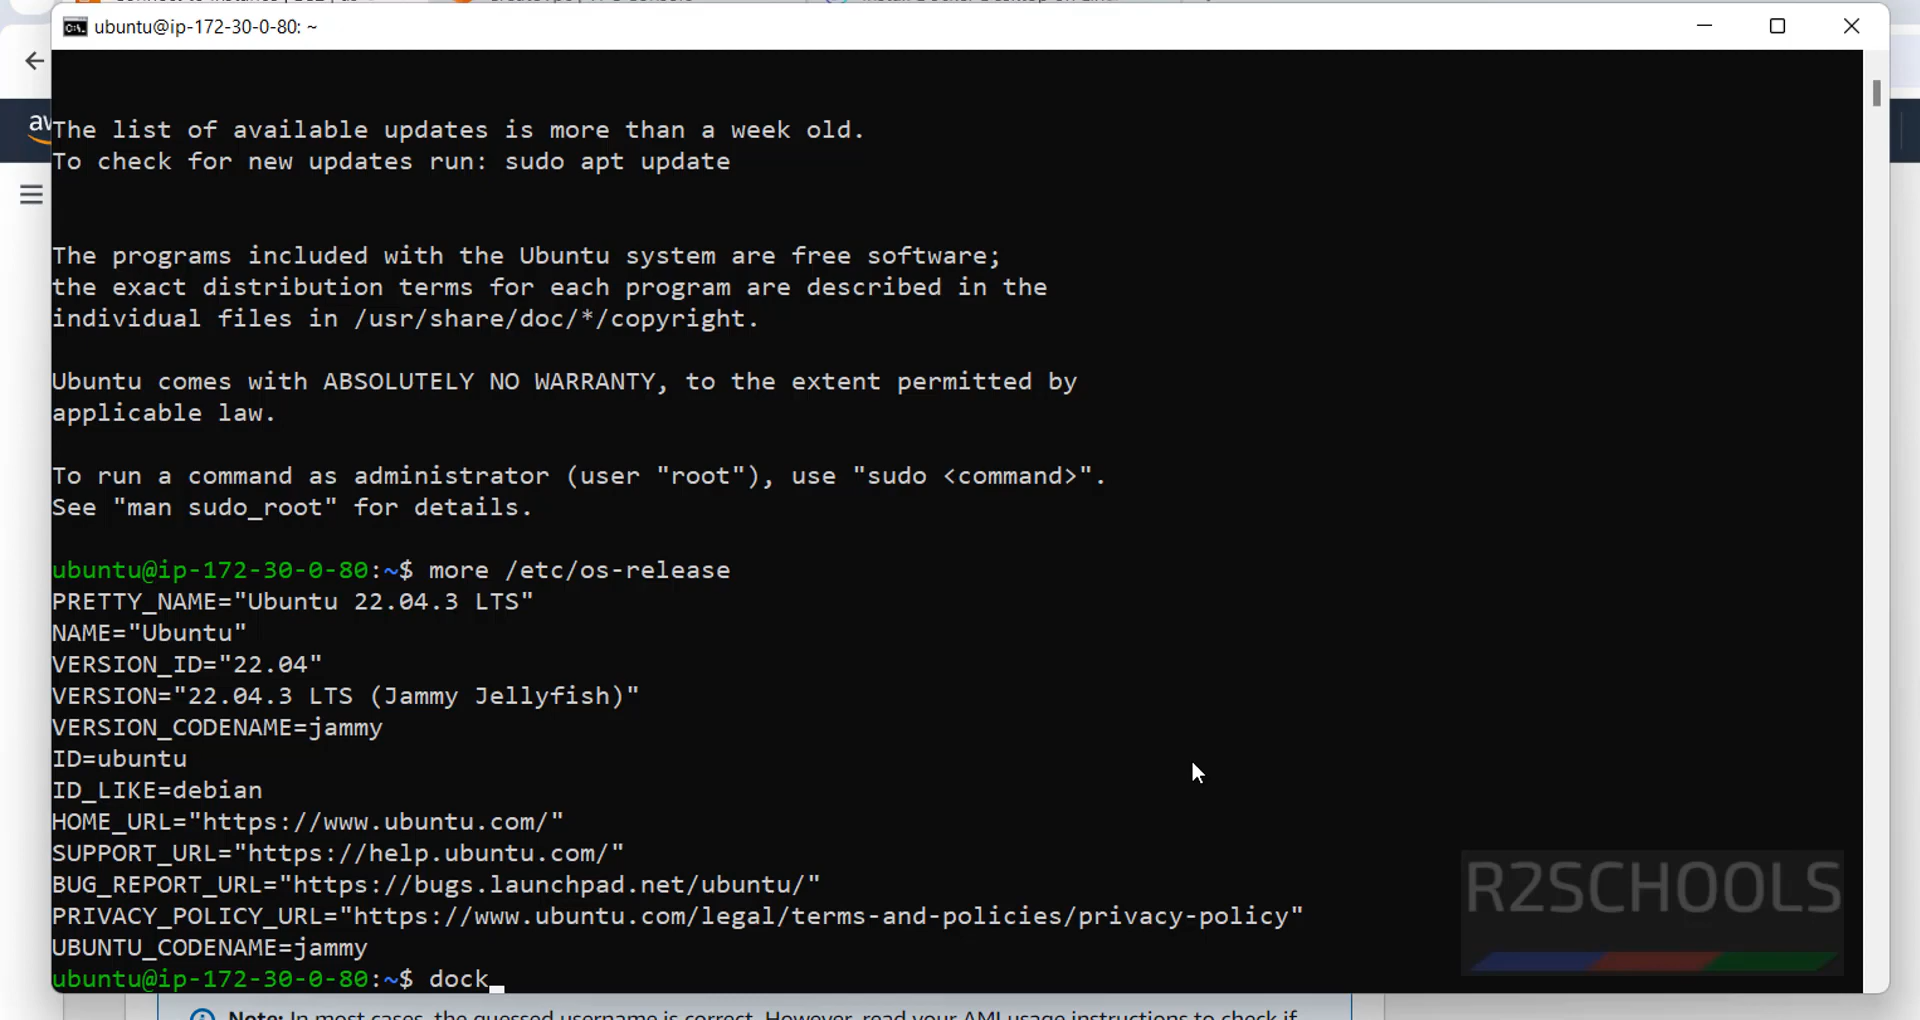 ubuntu@ip-172-30-0-80: ~
The list of available updates is more than a week old.
To check for new updates run: sudo apt update
The programs included with the Ubuntu system are free software;
the exact distribution terms for each program are described in the
individual files in /usr/share/doc/*/copyright.
Ubuntu comes with ABSOLUTELY NO WARRANTY, to the extent permitted by
applicable law.
To run a command as administrator (user "root"), use "sudo <command>".
See "man sudo_root" for details.
ubuntu@ip-172-30-0-80:~$ more /etc/os-release
PRETTY_NAME="Ubuntu 22.04.3 LTS"
NAME="Ubuntu"
VERSION_ID="22.04"
VERSION="22.04.3 LTS (Jammy Jellyfish)"
VERSION_CODENAME=jammy
ID=ubuntu
ID_LIKE=debian
HOME_URL="https://www.ubuntu.com/"
SUPPORT_URL="https://help.ubuntu.com/"
BUG_REPORT_URL="https://bugs.launchpad.net/ubuntu/"
PRIVACY_POLICY_URL="https://www.ubuntu.com/legal/terms-and-policies/privacy-policy"
UBUNTU_CODENAME=jammy
ubuntu@ip-172-30-0-80:~$ dock
R2SCHOOLS
Note: In most cases, the guessed username is correct. However, read your AMI usage instructions to check if